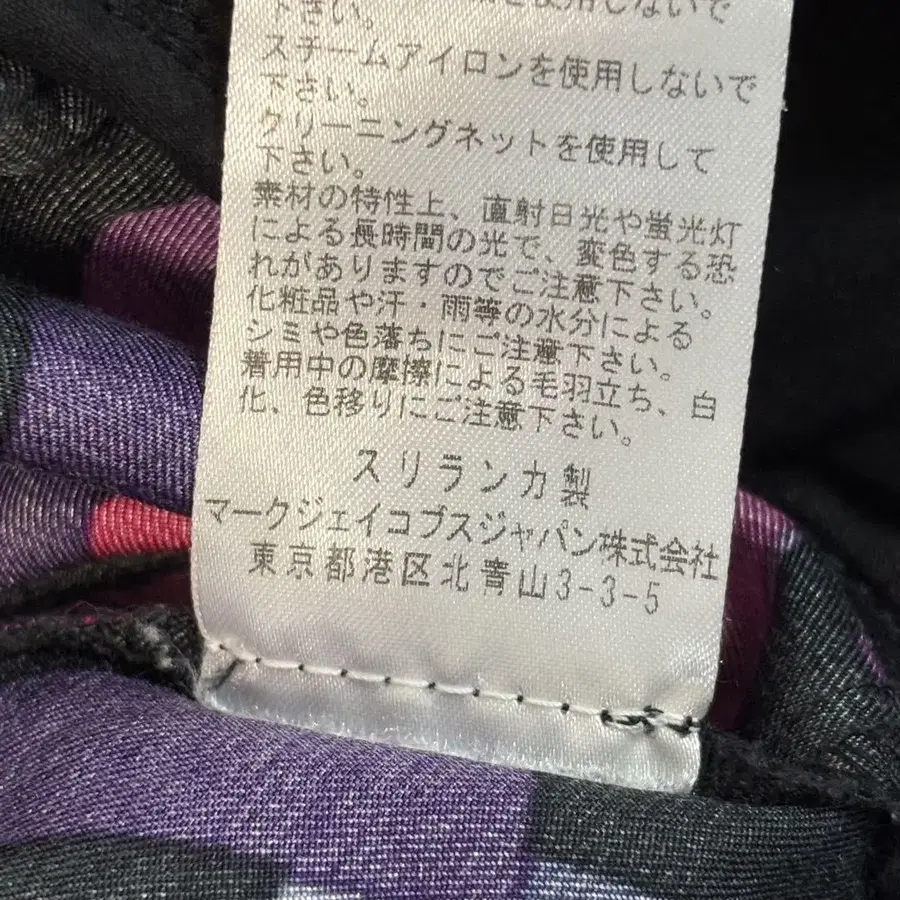 を使用しないで
下さい。
スチームアイロンを使用しないで
下さい。
クリーニングネットを使用して
下さい。
素材の特性上、直射日光や蛍光灯
による長時間の光で、変色する恐
れがありますのでご注意下さい。
化粧品や汗・雨等の水分による
シミや色落ちにご注意下さい。
着用中の摩擦による毛羽立ち、白
化、色移りにご注意下さい。
スリランカ製
マークジェイコブスジャパン株式会社
東京都港区北青山3-3-5